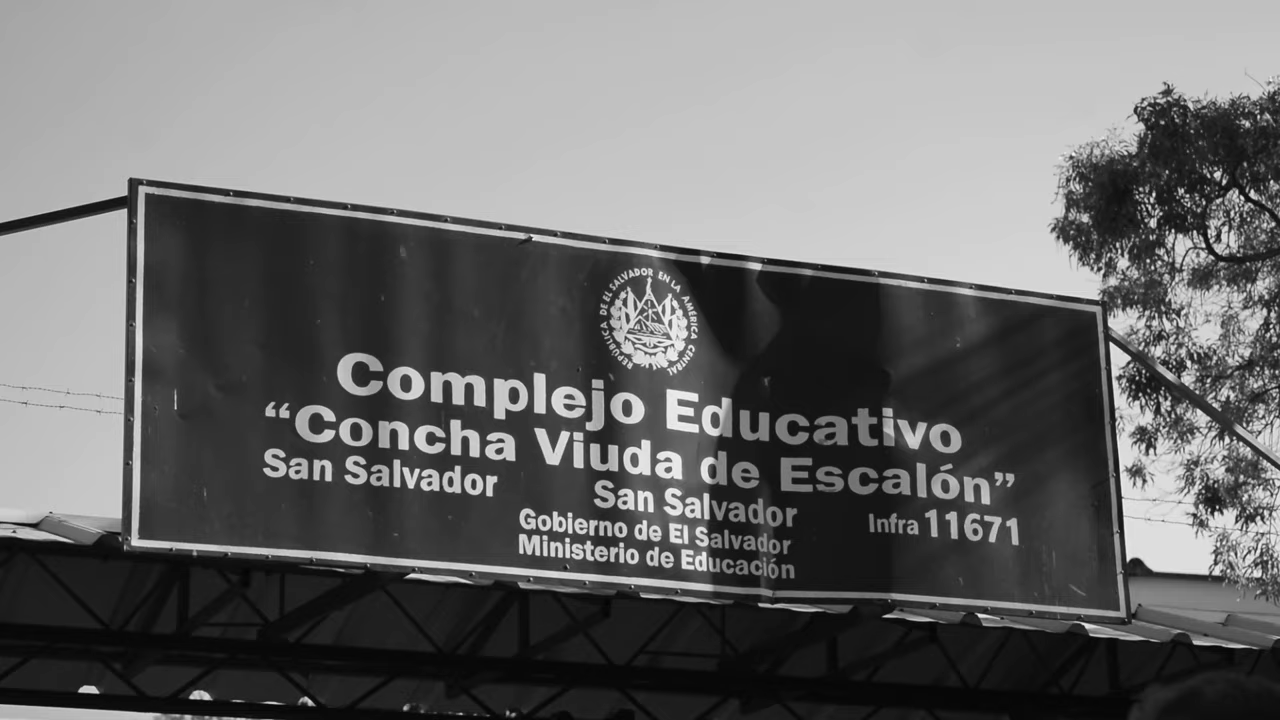 REPÚBLICA DE EL SALVADOR EN LA AMÉRICA CENTRAL
Complejo Educativo
“Concha Viuda de Escalón”
San Salvador San Salvador Infra 11671
Gobierno de El Salvador
Ministerio de Educación